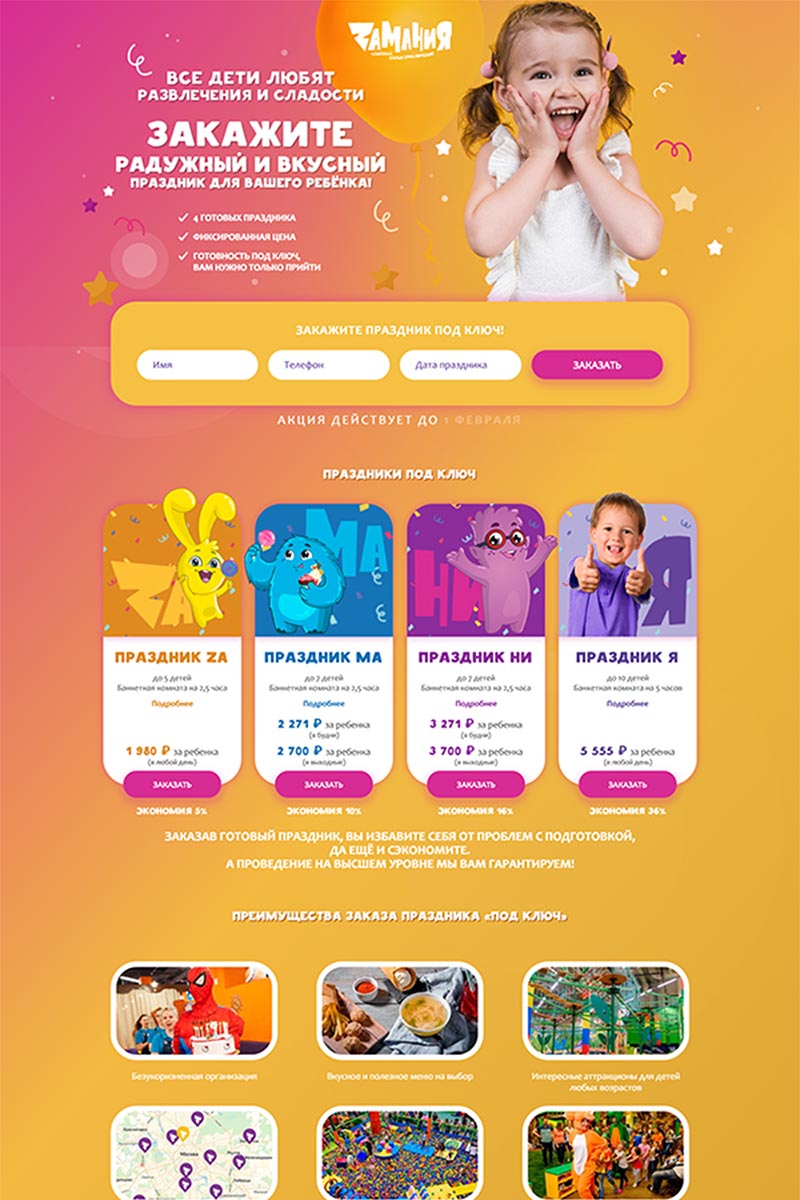 ZАМАНИЯ
ВСЕ ДЕТИ ЛЮБЯТ
РАЗВЛЕЧЕНИЯ И СЛАДОСТИ
ЗАКАЖИТЕ
РАДУЖНЫЙ И ВКУСНЫЙ
ПРАЗДНИК ДЛЯ ВАШЕГО РЕБЁНКА!
4 ГОТОВЫХ ПРАЗДНИКА
ФИКСИРОВАННАЯ ЦЕНА
ГОТОВНОСТЬ ПОД КЛЮЧ,
ВАМ НУЖНО ТОЛЬКО ПРИЙТИ
ЗАКАЖИТЕ ПРАЗДНИК ПОД КЛЮЧ!
Имя
Телефон
Дата праздника
ЗАКАЗАТЬ
АКЦИЯ ДЕЙСТВУЕТ ДО 1 ФЕВРАЛЯ
ПРАЗДНИКИ ПОД КЛЮЧ
ZA
МА
НИ
Я
ПРАЗДНИК ZA
до 5 детей
Банкетная комната на 2,5 часа
Подробнее
1 980 ₽ за ребенка
(в любой день)
ЗАКАЗАТЬ
ЭКОНОМИЯ 5%
ПРАЗДНИК МА
до 7 детей
Банкетная комната на 2,5 часа
Подробнее
2 271 ₽ за ребенка
(в будни)
2 700 ₽ за ребенка
(в выходные)
ЗАКАЗАТЬ
ЭКОНОМИЯ 10%
ПРАЗДНИК НИ
до 7 детей
Банкетная комната на 2,5 часа
Подробнее
3 271 ₽ за ребенка
(в будни)
3 700 ₽ за ребенка
(в выходные)
ЗАКАЗАТЬ
ЭКОНОМИЯ 16%
ПРАЗДНИК Я
до 10 детей
Банкетная комната на 5 часов
Подробнее
5 555 ₽ за ребенка
(в любой день)
ЗАКАЗАТЬ
ЭКОНОМИЯ 36%
ЗАКАЗАВ ГОТОВЫЙ ПРАЗДНИК, ВЫ ИЗБАВИТЕ СЕБЯ ОТ ПРОБЛЕМ С ПОДГОТОВКОЙ,
ДА ЕЩЁ И СЭКОНОМИТЕ.
А ПРОВЕДЕНИЕ НА ВЫСШЕМ УРОВНЕ МЫ ВАМ ГАРАНТИРУЕМ!
ПРЕИМУЩЕСТВА ЗАКАЗА ПРАЗДНИКА «ПОД КЛЮЧ»
Безукоризненная организация
Вкусное и полезное меню на выбор
Интересные аттракционы для детей
любых возрастов
Москва